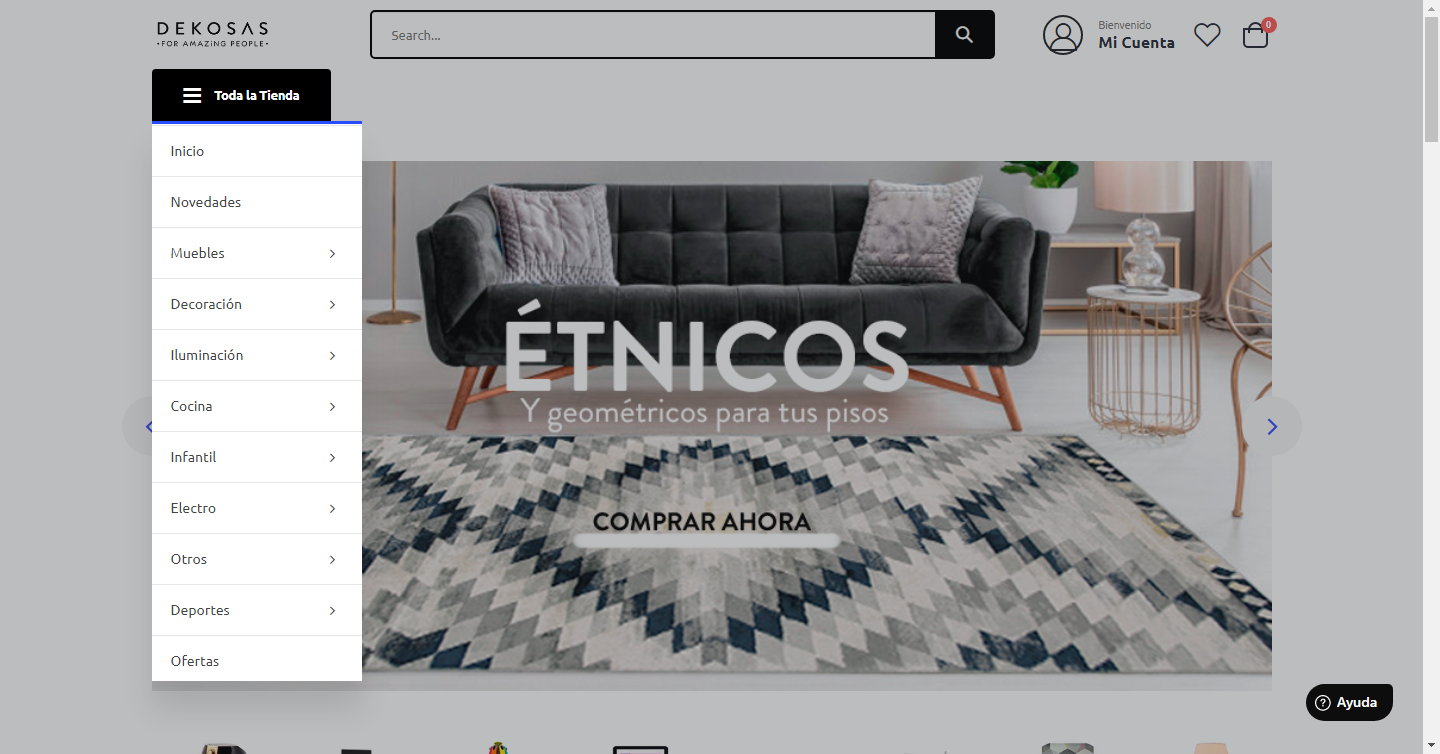 DEKOSAS
•FOR AMAZiNG PEOPLE•
Search...
Bienvenido
Mi Cuenta
0
Toda la Tienda
Inicio
Novedades
Muebles
Decoración
Iluminación
Cocina
Infantil
Electro
Otros
Deportes
Ofertas
ÉTNICOS
Y geométricos para tus pisos
COMPRAR AHORA
Ayuda